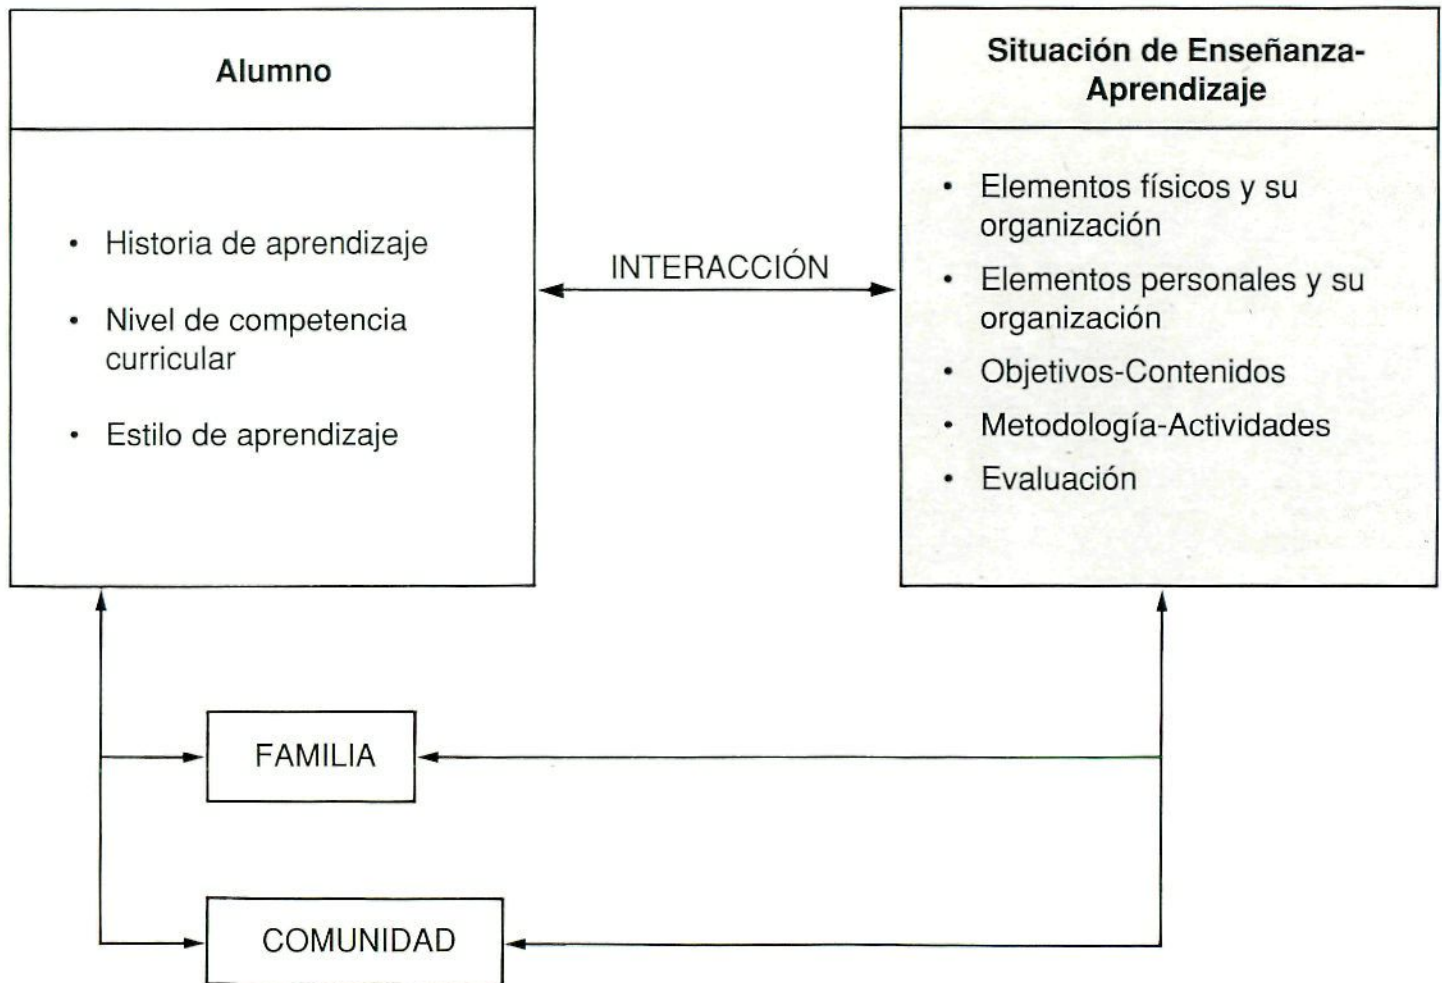 Alumno
• Historia de aprendizaje
• Nivel de competencia
curricular
• Estilo de aprendizaje
INTERACCIÓN
Situación de Enseñanza-
Aprendizaje
• Elementos físicos y su
organización
• Elementos personales y su
organización
• Objetivos-Contenidos
• Metodología-Actividades
• Evaluación
FAMILIA
COMUNIDAD